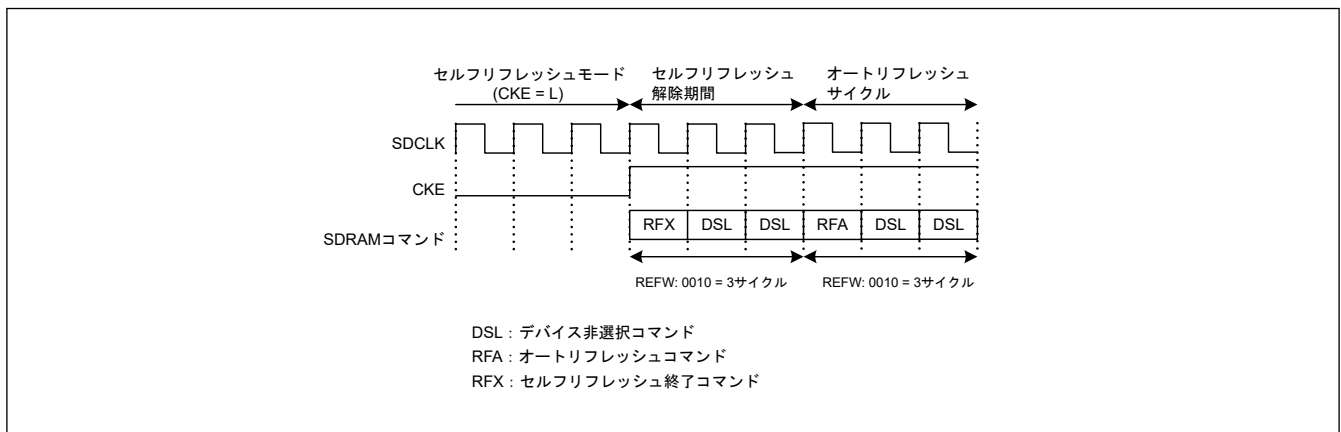 セルフリフレッシュモード
(CKE = L)
セルフリフレッシュ
解除期間
オートリフレッシュ
サイクル
SDCLK
CKE
SDRAMコマンド
RFX DSL DSL RFA DSL DSL
REFW: 0010 = 3サイクル REFW: 0010 = 3サイクル
DSL：デバイス非選択コマンド
RFA：オートリフレッシュコマンド
RFX：セルフリフレッシュ終了コマンド